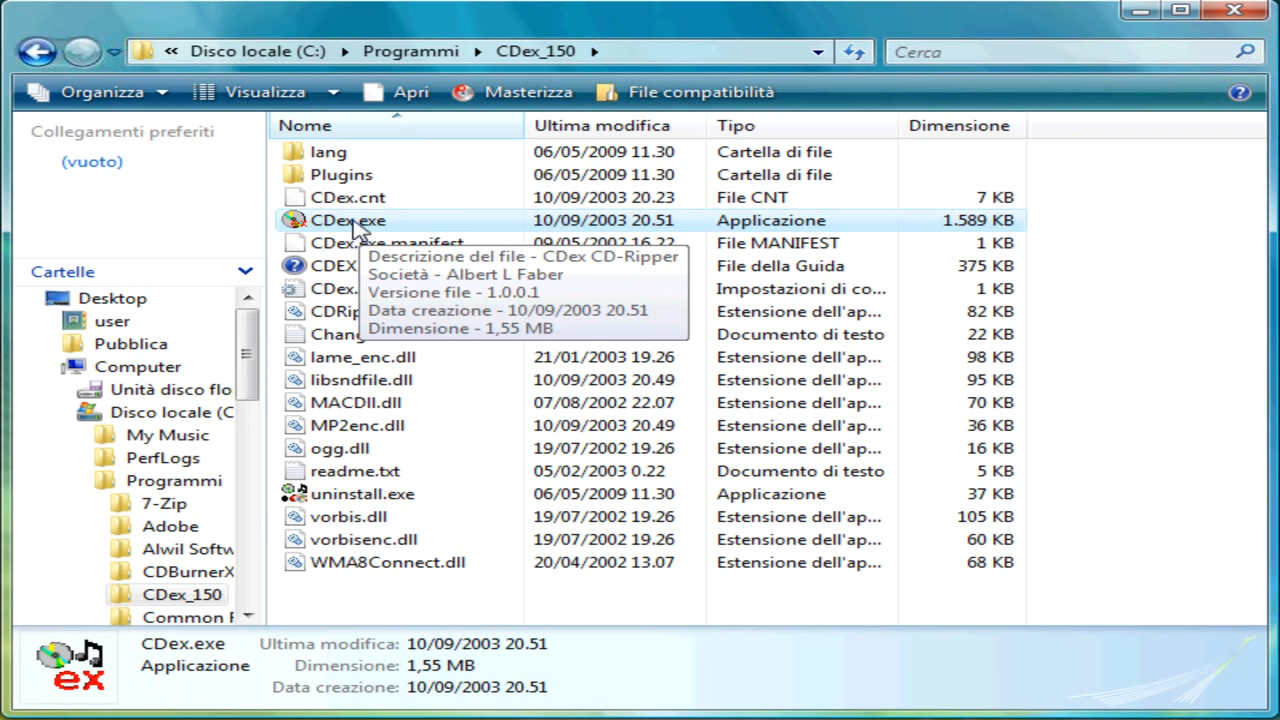 « Disco locale (C:) Programmi CDex_150
Cerca
Organizza Visualizza Apri Masterizza File compatibilità
Collegamenti preferiti
(vuoto)
Cartelle
Desktop
user
Pubblica
Computer
Unità disco flo
Disco locale (C
My Music
PerfLogs
Programmi
7-Zip
Adobe
Alwil Softw
CDBurnerX
CDex_150
Common F
Nome Ultima modifica Tipo Dimensione
lang 06/05/2009 11.30 Cartella di file
Plugins 06/05/2009 11.30 Cartella di file
CDex.cnt 10/09/2003 20.23 File CNT 7 KB
CDex.exe 10/09/2003 20.51 Applicazione 1.589 KB
CDex.exe.manifest 09/05/2002 16.22 File MANIFEST 1 KB
CDEX File della Guida 375 KB
CDex. Impostazioni di co... 1 KB
CDRip Estensione dell'ap... 82 KB
Chang Documento di testo 22 KB
Descrizione del file - CDex CD-Ripper
Società - Albert L Faber
Versione file - 1.0.0.1
Data creazione - 10/09/2003 20.51
Dimensione - 1,55 MB
lame_enc.dll 21/01/2003 19.26 Estensione dell'ap... 98 KB
libsndfile.dll 10/09/2003 20.49 Estensione dell'ap... 95 KB
MACDll.dll 07/08/2002 22.07 Estensione dell'ap... 70 KB
MP2enc.dll 10/09/2003 20.49 Estensione dell'ap... 36 KB
ogg.dll 19/07/2002 19.26 Estensione dell'ap... 16 KB
readme.txt 05/02/2003 0.22 Documento di testo 5 KB
uninstall.exe 06/05/2009 11.30 Applicazione 37 KB
vorbis.dll 19/07/2002 19.26 Estensione dell'ap... 105 KB
vorbisenc.dll 19/07/2002 19.26 Estensione dell'ap... 60 KB
WMA8Connect.dll 20/04/2002 13.07 Estensione dell'ap... 68 KB
ex
CDex.exe Ultima modifica: 10/09/2003 20.51
Applicazione Dimensione: 1,55 MB
Data creazione: 10/09/2003 20.51